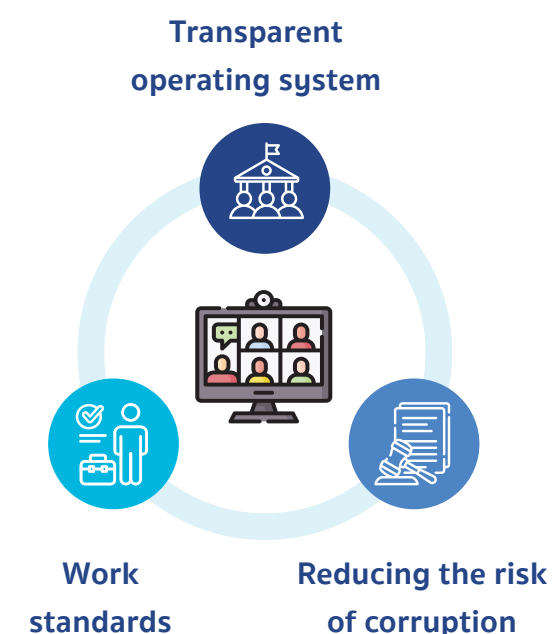 Transparent
operating system
Work
standards
Reducing the risk
of corruption